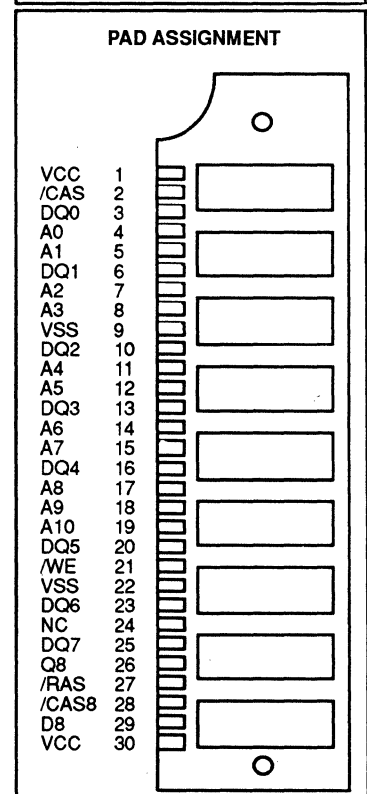 PAD ASSIGNMENT
VCC 1
/CAS 2
DQ0 3
A0 4
A1 5
DQ1 6
A2 7
A3 8
VSS 9
DQ2 10
A4 11
A5 12
DQ3 13
A6 14
A7 15
DQ4 16
A8 17
A9 18
A10 19
DQ5 20
/WE 21
VSS 22
DQ6 23
NC 24
DQ7 25
Q8 26
/RAS 27
/CAS8 28
D8 29
VCC 30